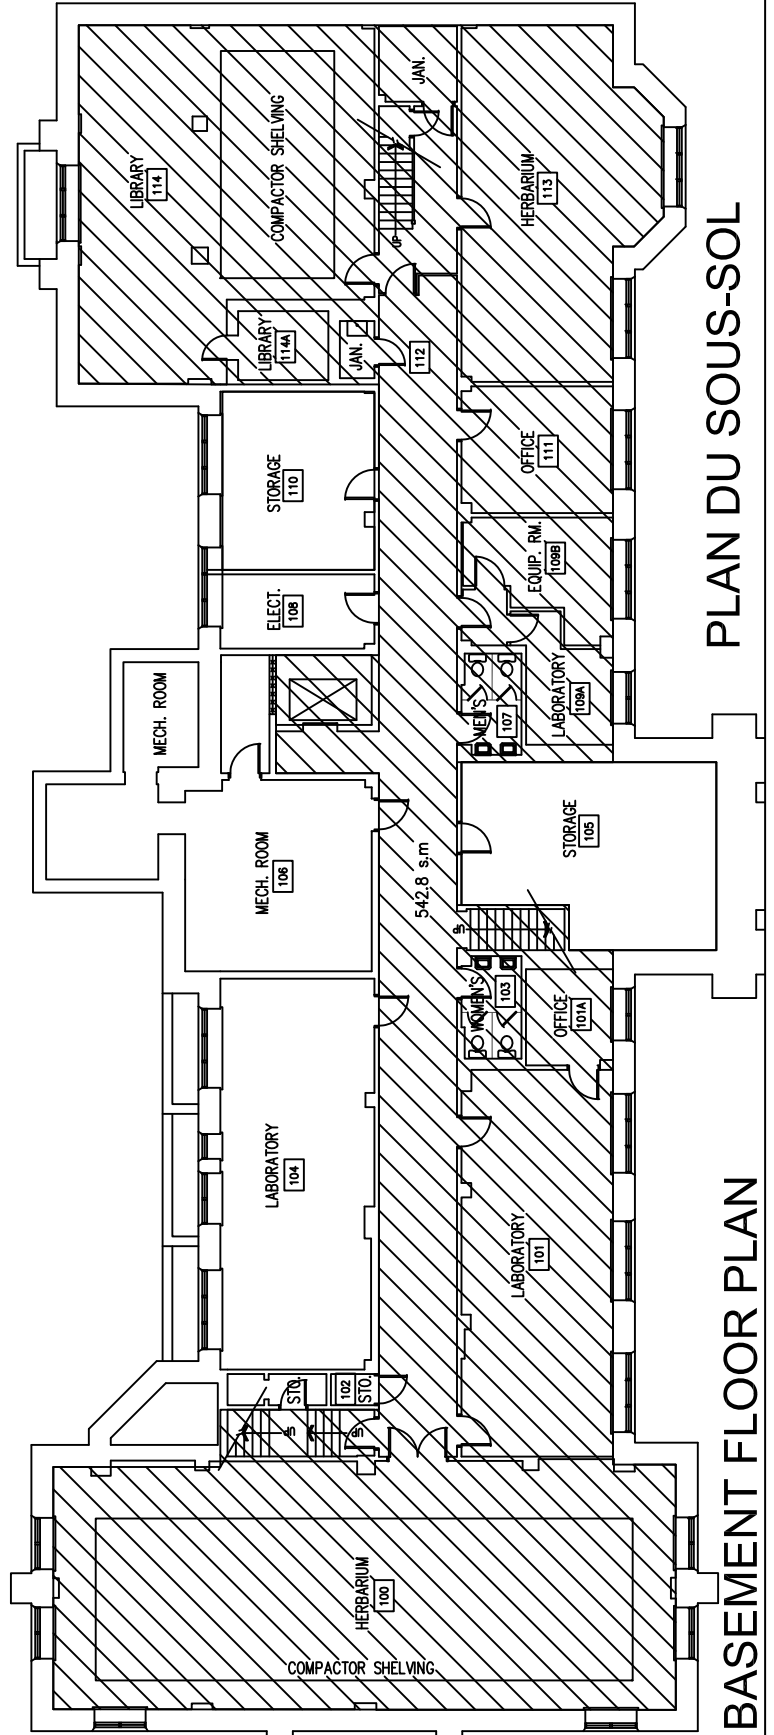 LIBRARY
114
COMPACTOR SHELVING
JAN.
HERBARIUM
113
UP
LIBRARY
114A
JAN.
112
STORAGE
110
OFFICE
111
ELECT.
108
EQUIP. RM.
109B
MECH. ROOM
MEN'S
107
LABORATORY
109A
MECH. ROOM
106
542.8 s.m
STORAGE
105
up
WOMEN'S
103
OFFICE
101A
LABORATORY
104
LABORATORY
101
STO.
102
STO.
up
up
HERBARIUM
100
COMPACTOR SHELVING
BASEMENT FLOOR PLAN
PLAN DU SOUS-SOL